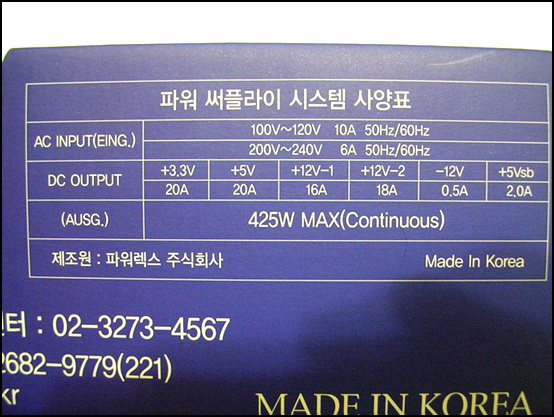 파워 써플라이 시스템 사양표
AC INPUT(EING.) 100V~120V 10A 50Hz/60Hz
200V~240V 6A 50Hz/60Hz
DC OUTPUT +3.3V +5V +12V-1 +12V-2 -12V +5Vsb
20A 20A 16A 18A 0.5A 2.0A
(AUSG.) 425W MAX(Continuous)
제조원 : 파워렉스 주식회사 Made In Korea
터 : 02-3273-4567
2682-9779(221)
kr
MADE IN KOREA